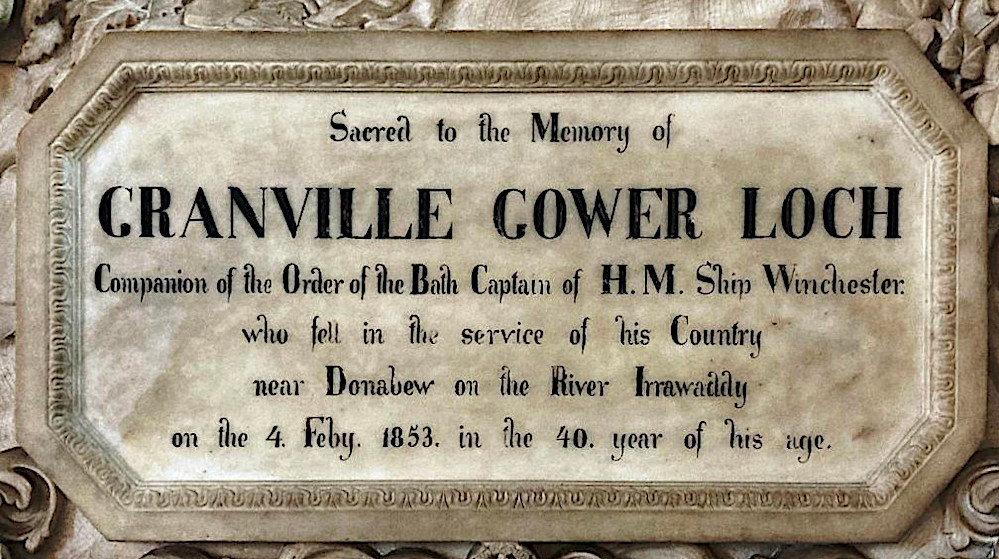 Sacred to the Memory of
GRANVILLE GOWER LOCH
Companion of the Order of the Bath Captain of H.M. Ship Winchester.
who fell in the service of his Country
near Donabew on the River Irrawaddy
on the 4. Feby. 1853. in the 40. year of his age.